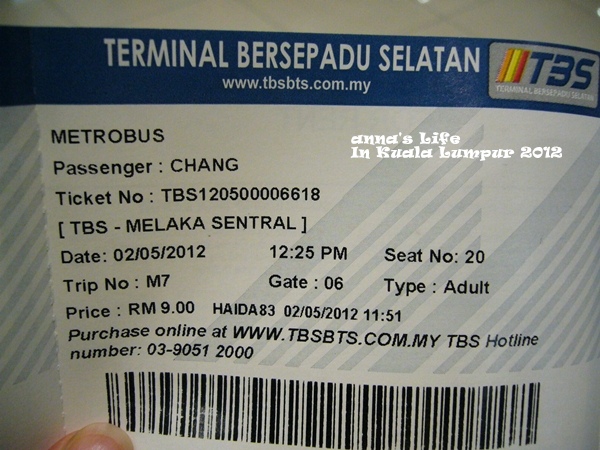 TERMINAL BERSEPADU SELATAN
www.tbsbts.com.my
TBS
TERMINAL BERSEPADU SELATAN
METROBUS
anna's Life
In Kuala Lumpur 2012
Passenger : CHANG
Ticket No : TBS120500006618
[ TBS - MELAKA SENTRAL ]
Date: 02/05/2012 12:25 PM Seat No: 20
Trip No : M7 Gate : 06 Type : Adult
Price : RM 9.00 HAIDA83 02/05/2012 11:51
Purchase online at WWW.TBSBTS.COM.MY TBS Hotline
number: 03-9051 2000